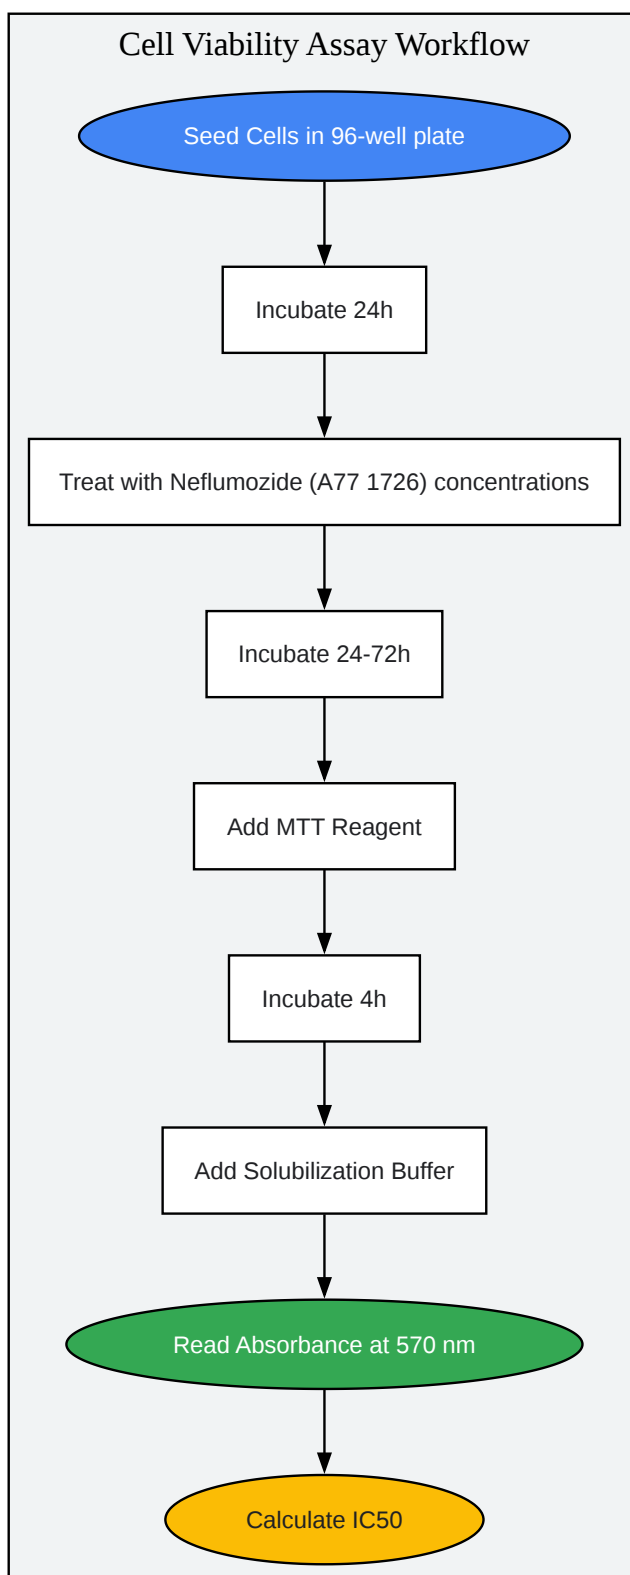 Cell Viability Assay Workflow
Seed Cells in 96-well plate
Incubate 24h
Treat with Neflumozide (A77 1726) concentrations
Incubate 24-72h
Add MTT Reagent
Incubate 4h
Add Solubilization Buffer
Read Absorbance at 570 nm
Calculate IC50